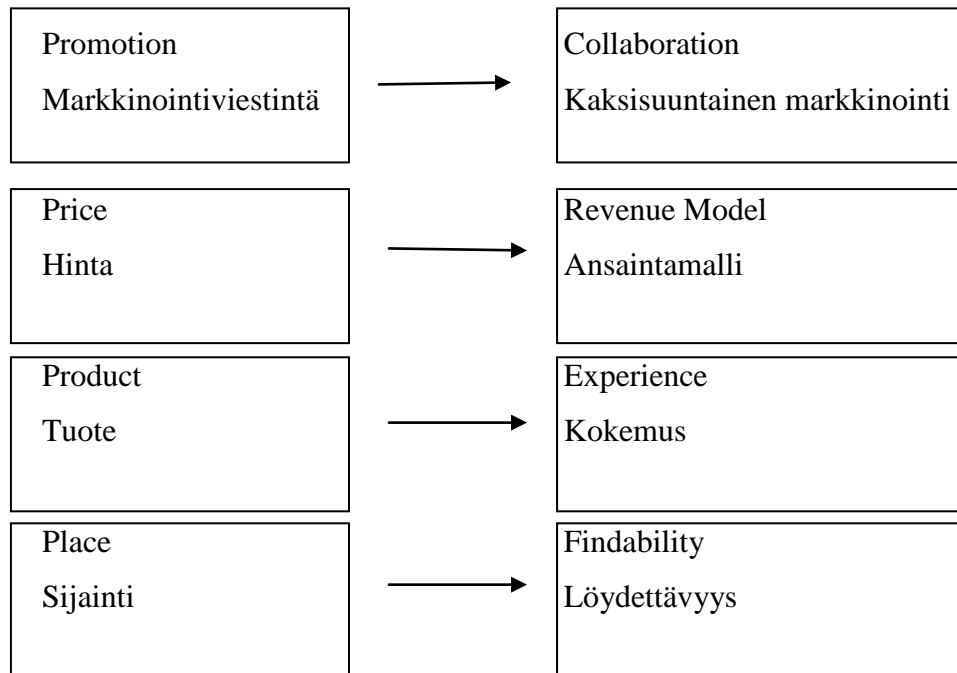 Promotion
Markkinointiviestintä
Collaboration
Kaksisuuntainen markkinointi
Price
Hinta
Revenue Model
Ansaintamalli
Product
Tuote
Experience
Kokemus
Place
Sijainti
Findability
Löydettävyys